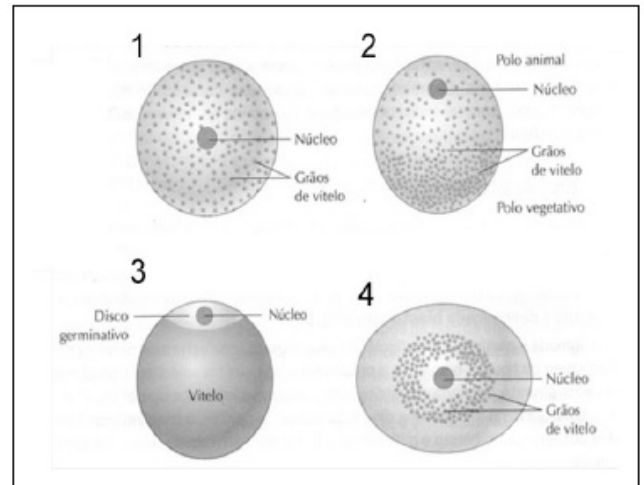 1
Núcleo
Grãos
de vitelo
2
Polo animal
Núcleo
Grãos
de vitelo
Polo vegetativo
3
Disco
germinativo
Núcleo
Vitelo
4
Núcleo
Grãos
de vitelo